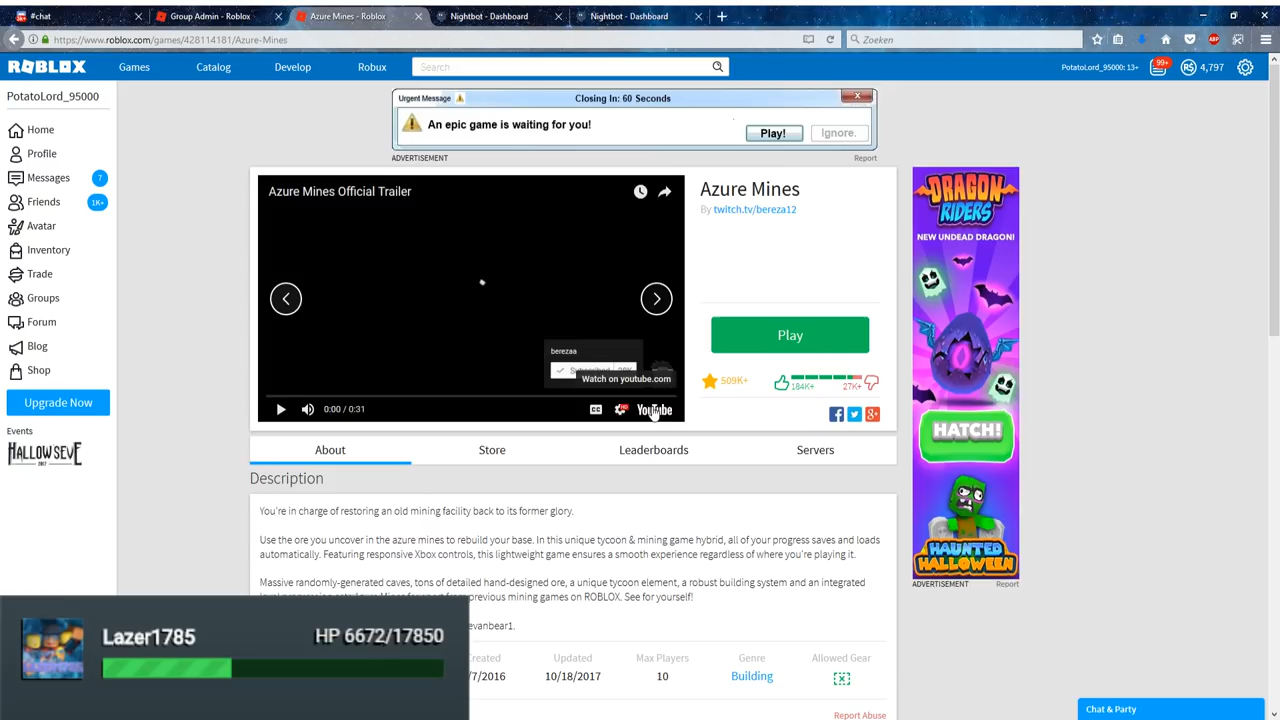 #chat
Group Admin - Roblox
Azure Mines - Roblox
Nightbot - Dashboard
Nightbot - Dashboard
https://www.roblox.com/games/428114181/Azure-Mines
Zoeken
ROBLOX
Games
Catalog
Develop
Robux
Search
PotatoLord_95000: 13+
99+
4,797
PotatoLord_95000
Home
Profile
Messages
7
Friends
1K+
Avatar
Inventory
Trade
Groups
Forum
Blog
Shop
Upgrade Now
Events
HALLOW'S EVE
2017
Urgent Message
Closing In: 60 Seconds
An epic game is waiting for you!
Play!
Ignore.
ADVERTISEMENT
Report
Azure Mines Official Trailer
berezaa
Subscribed
Watch on youtube.com
0:00 / 0:31
CC
HD
YouTube
Azure Mines
By twitch.tv/bereza12
Play
509K+
184K+
27K+
About
Store
Leaderboards
Servers
Description
You're in charge of restoring an old mining facility back to its former glory.
Use the ore you uncover in the azure mines to rebuild your base. In this unique tycoon & mining game hybrid, all of your progress saves and loads
automatically. Featuring responsive Xbox controls, this lightweight game ensures a smooth experience regardless of where you're playing it.
Massive randomly-generated caves, tons of detailed hand-designed ore, a unique tycoon element, a robust building system and an integrated
previous mining games on ROBLOX. See for yourself!
evanbear1.
Created
/7/2016
Updated
10/18/2017
Max Players
10
Genre
Building
Allowed Gear
Report Abuse
DRAGON
RIDERS
NEW UNDEAD DRAGON!
HATCH!
HAUNTED
HALLOWEEN
ADVERTISEMENT
Report
Lazer1785
HP 6672/17850
Chat & Party